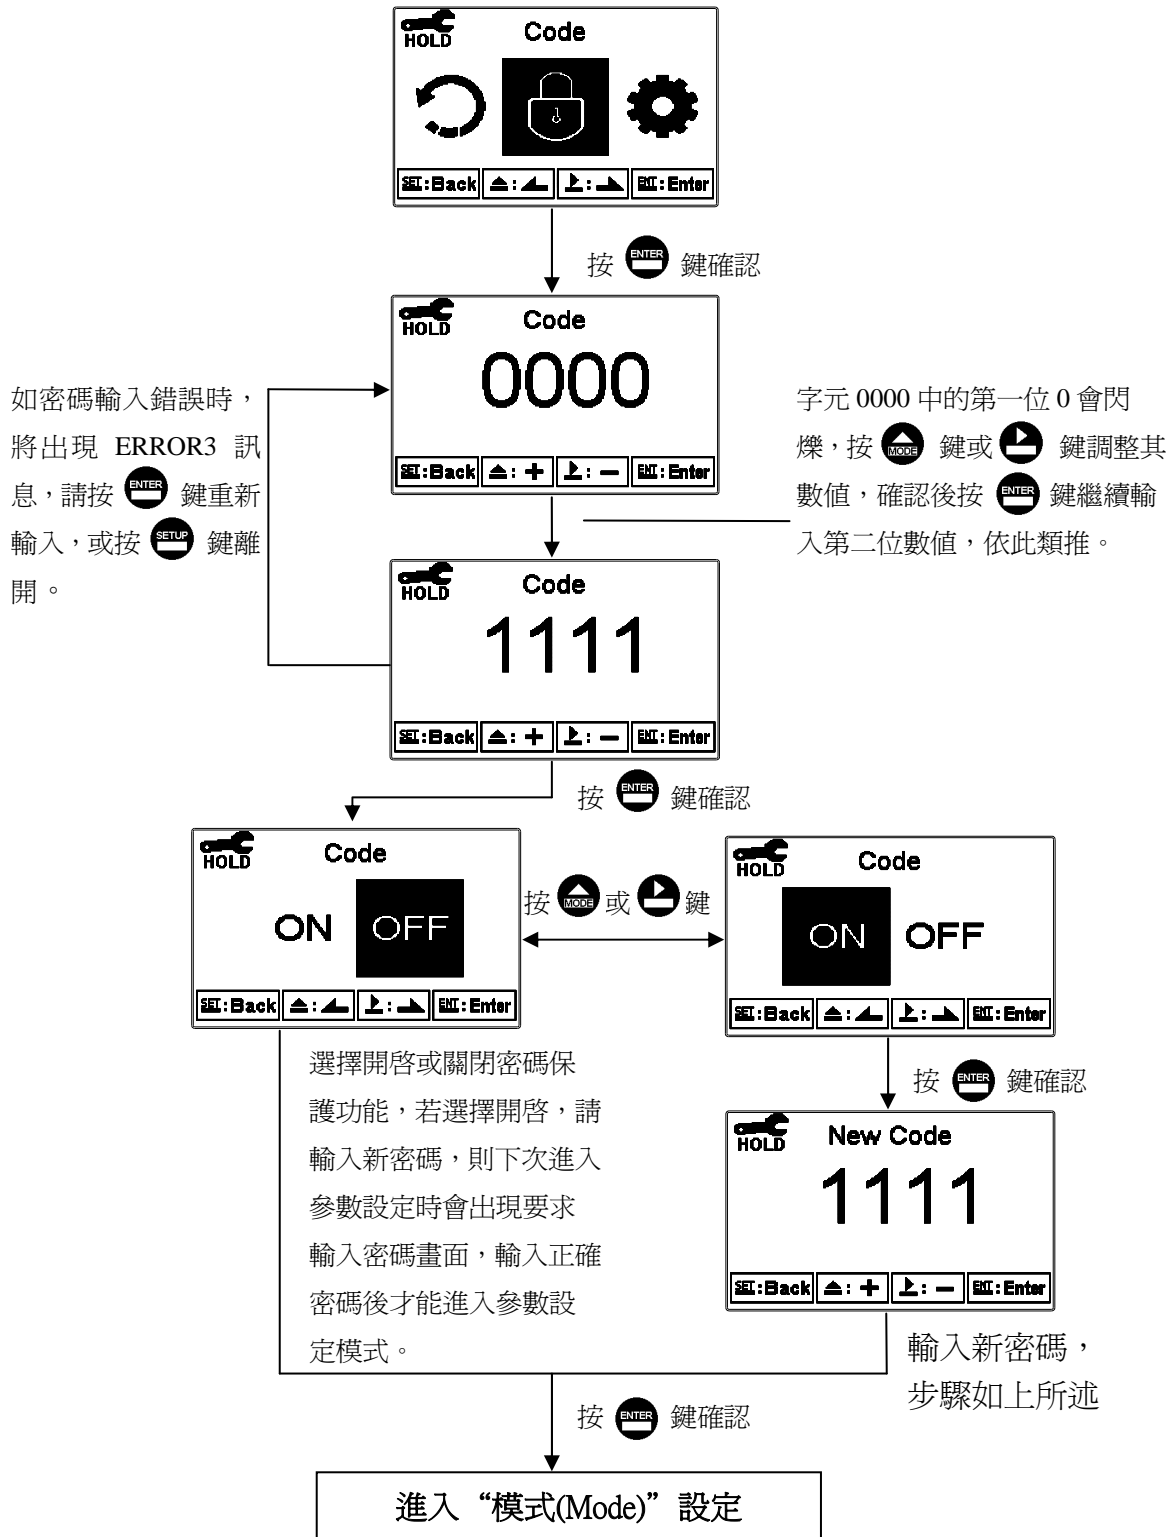 HOLD
Code
SET:Back
ENT:Enter
按 ENTER 鍵確認
HOLD
Code
0000
SET:Back
: +
: −
ENT:Enter
如密碼輸入錯誤時，
將出現 ERROR3 訊
息，請按 ENTER 鍵重新
輸入，或按 SETUP 鍵離
開。
字元 0000 中的第一位 0 會閃
爍，按 MODE 鍵或 鍵調整其
數值，確認後按 ENTER 鍵繼續輸
入第二位數值，依此類推。
HOLD
Code
1111
SET:Back
: +
: −
ENT:Enter
按 ENTER 鍵確認
HOLD
Code
ON OFF
SET:Back
ENT:Enter
按 MODE 或 鍵
HOLD
Code
ON OFF
SET:Back
ENT:Enter
選擇開啓或關閉密碼保
護功能，若選擇開啓，請
輸入新密碼，則下次進入
參數設定時會出現要求
輸入密碼畫面，輸入正確
密碼後才能進入參數設
定模式。
按 ENTER 鍵確認
HOLD
New Code
1111
SET:Back
: +
: −
ENT:Enter
輸入新密碼，
步驟如上所述
按 ENTER 鍵確認
進入“模式(Mode)”設定